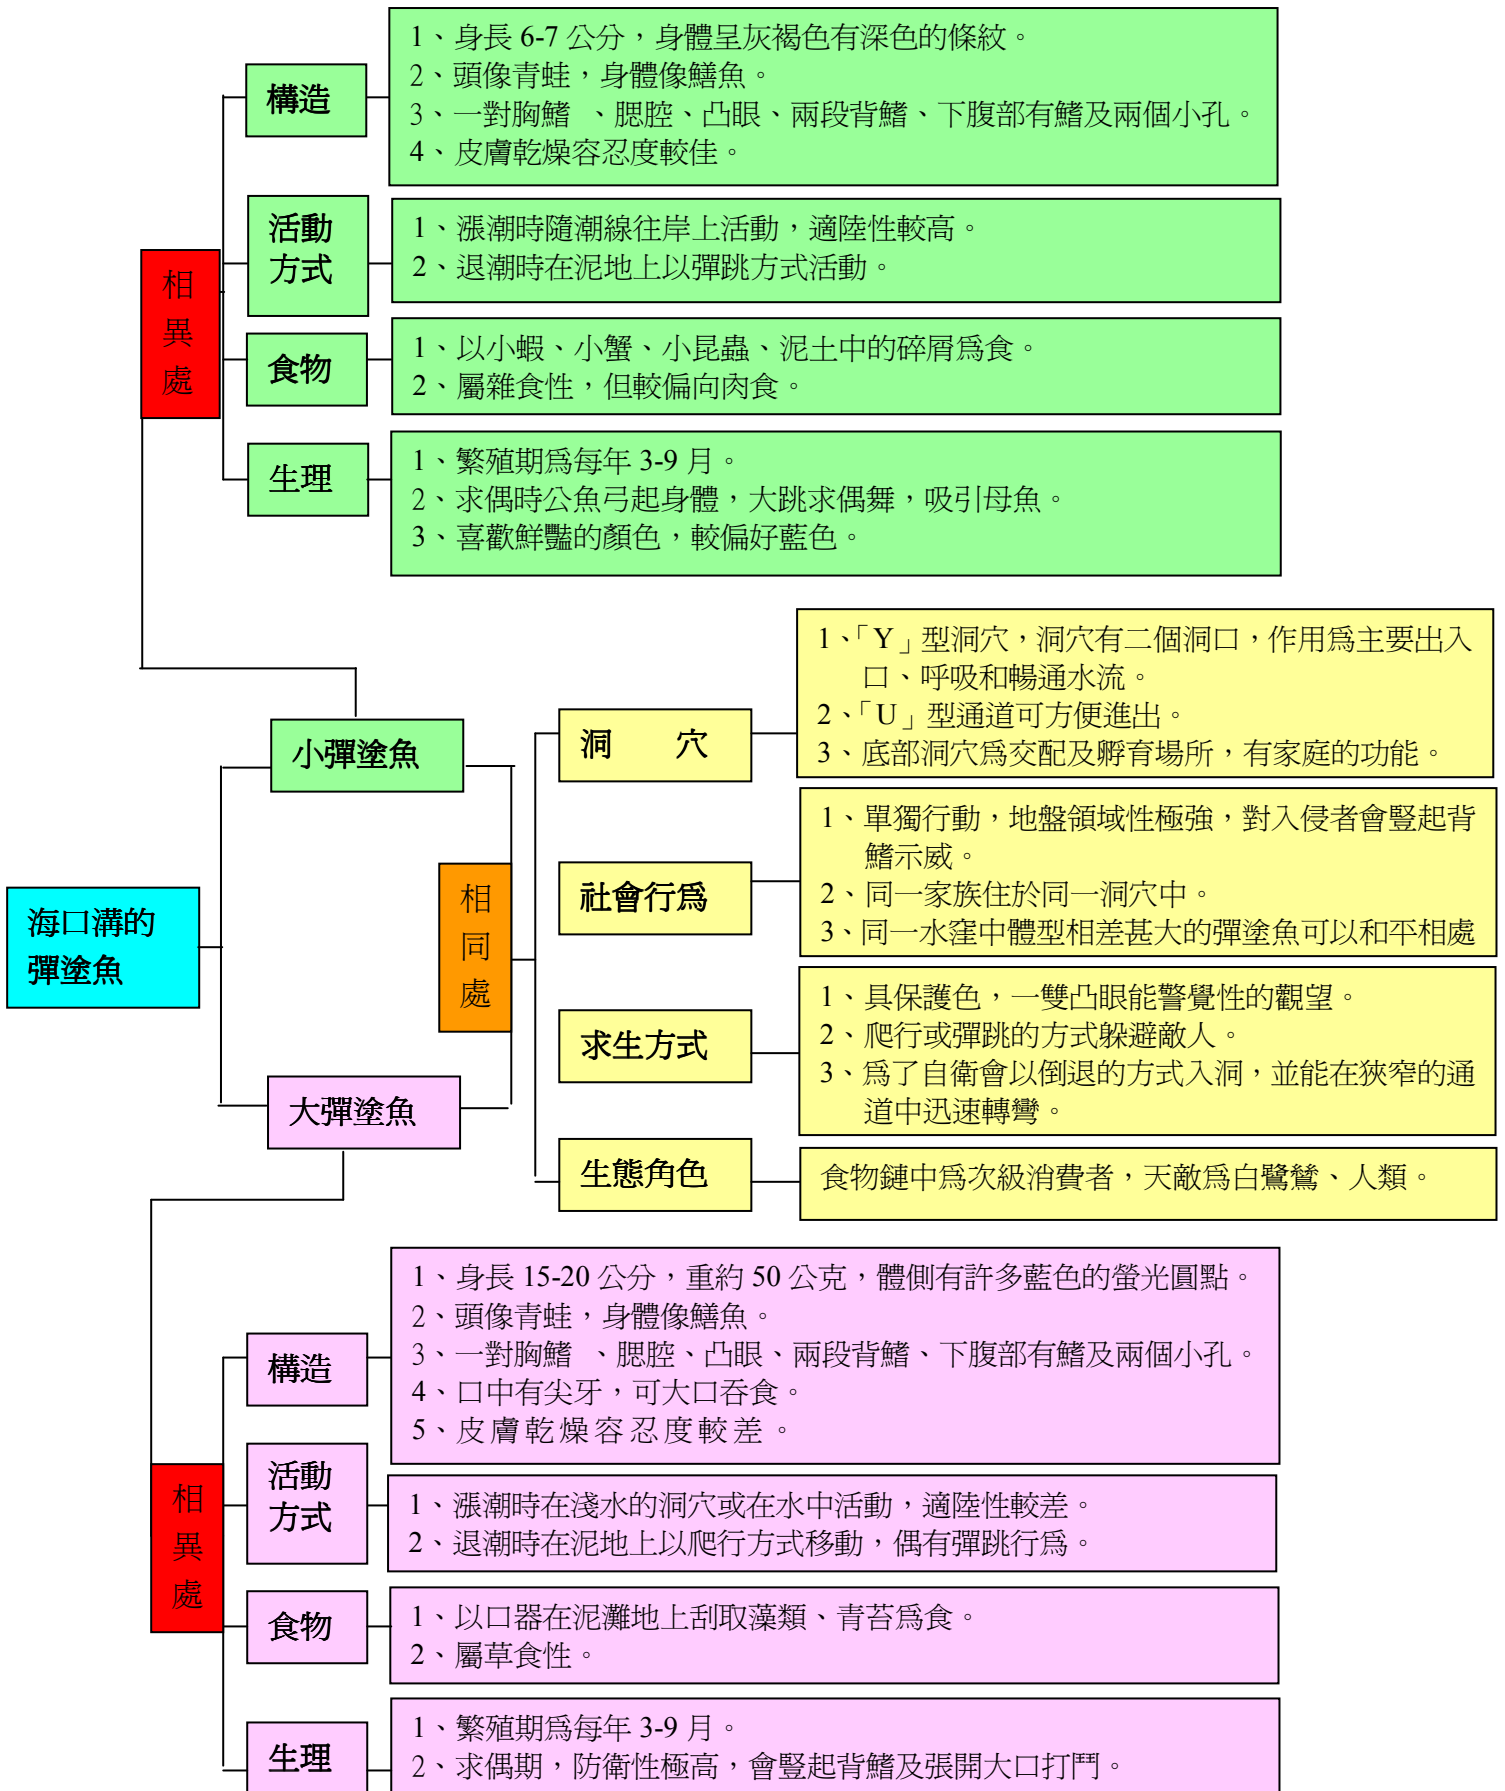 構造
1、身長 6-7 公分，身體呈灰褐色有深色的條紋。
2、頭像青蛙，身體像鱔魚。
3、一對胸鰭 、腮腔、凸眼、兩段背鰭、下腹部有鰭及兩個小孔。
4、皮膚乾燥容忍度較佳。
活動
方式
1、漲潮時隨潮線往岸上活動，適陸性較高。
2、退潮時在泥地上以彈跳方式活動。
相
異
處
食物
1、以小蝦、小蟹、小昆蟲、泥土中的碎屑爲食。
2、屬雜食性，但較偏向肉食。
生理
1、繁殖期爲每年 3-9 月。
2、求偶時公魚弓起身體，大跳求偶舞，吸引母魚。
3、喜歡鮮豔的顏色，較偏好藍色。
小彈塗魚
海口溝的
彈塗魚
大彈塗魚
相
同
處
洞 穴
1、「Y」型洞穴，洞穴有二個洞口，作用爲主要出入
口、呼吸和暢通水流。
2、「U」型通道可方便進出。
3、底部洞穴爲交配及孵育場所，有家庭的功能。
社會行爲
1、單獨行動，地盤領域性極強，對入侵者會豎起背
鰭示威。
2、同一家族住於同一洞穴中。
3、同一水窪中體型相差甚大的彈塗魚可以和平相處
求生方式
1、具保護色，一雙凸眼能警覺性的觀望。
2、爬行或彈跳的方式躲避敵人。
3、爲了自衛會以倒退的方式入洞，並能在狹窄的通
道中迅速轉彎。
生態角色
食物鏈中爲次級消費者，天敵爲白鷺鷥、人類。
構造
1、身長 15-20 公分，重約 50 公克，體側有許多藍色的螢光圓點。
2、頭像青蛙，身體像鱔魚。
3、一對胸鰭 、腮腔、凸眼、兩段背鰭、下腹部有鰭及兩個小孔。
4、口中有尖牙，可大口吞食。
5、皮膚乾燥容忍度較差。
活動
方式
1、漲潮時在淺水的洞穴或在水中活動，適陸性較差。
2、退潮時在泥地上以爬行方式移動，偶有彈跳行爲。
相
異
處
食物
1、以口器在泥灘地上刮取藻類、青苔爲食。
2、屬草食性。
生理
1、繁殖期爲每年 3-9 月。
2、求偶期，防衛性極高，會豎起背鰭及張開大口打鬥。